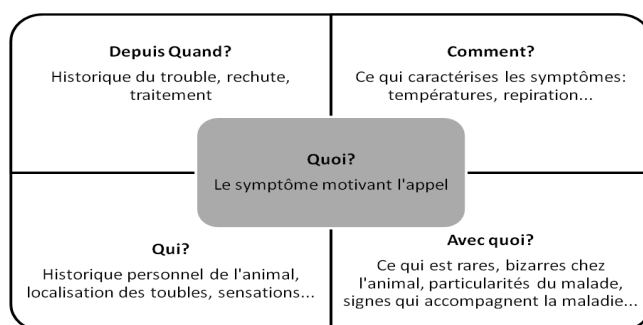 Depuis Quand?
Historique du trouble, rechute,
traitement
Comment?
Ce qui caractérises les symptômes:
températures, repiration...
Quoi?
Le symptôme motivant l'appel
Qui?
Historique personnel de l'animal,
localisation des toubles, sensations...
Avec quoi?
Ce qui est rares, bizarres chez
l'animal, particularités du malade,
signes qui accompagnent la maladie...